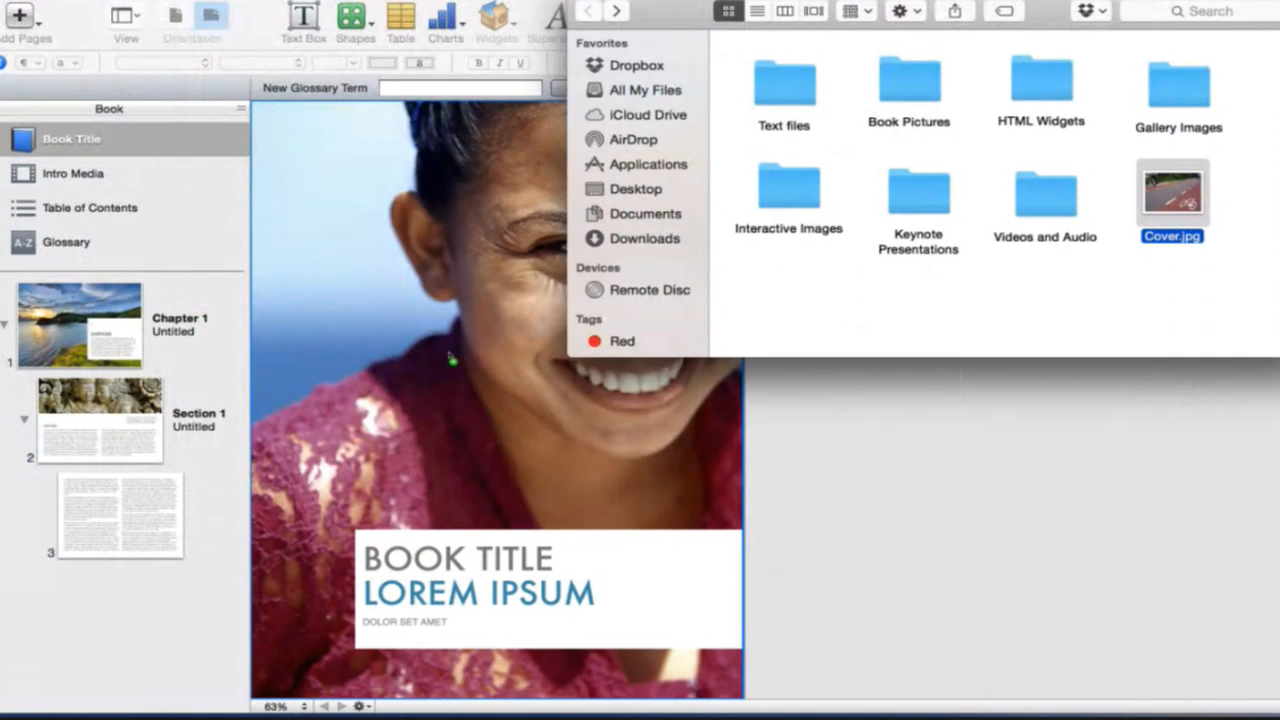 dd Pages
View
Orientation
Text Box
Shapes
Table
Charts
Widgets
Search
a
a
B I U
New Glossary Term
Book
Book Title
Intro Media
Table of Contents
A-Z
Glossary
Chapter 1
Untitled
1
Section 1
Untitled
2
3
BOOK TITLE
LOREM IPSUM
DOLOR SET AMET
63%
Favorites
Dropbox
All My Files
iCloud Drive
AirDrop
Applications
Desktop
Documents
Downloads
Devices
Remote Disc
Tags
Red
Text files
Book Pictures
HTML Widgets
Gallery Images
Interactive Images
Keynote
Presentations
Videos and Audio
Cover.jpg